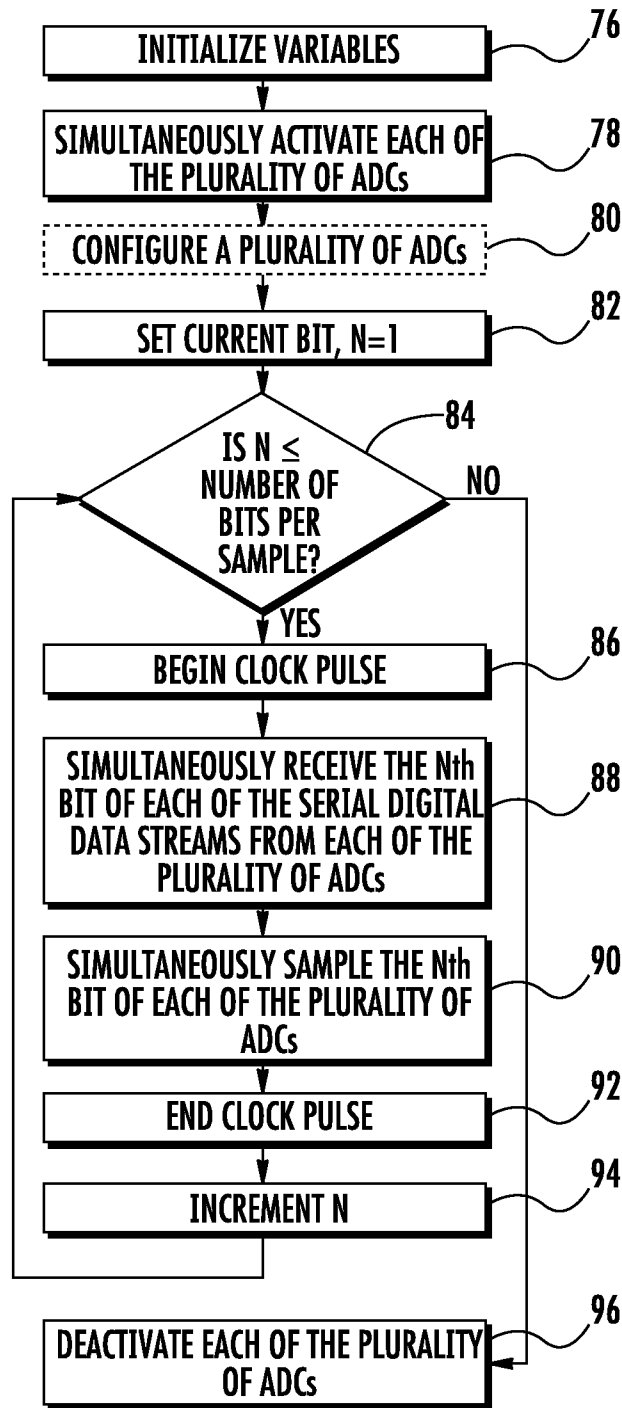 INITIALIZE VARIABLES
76
SIMULTANEOUSLY ACTIVATE EACH OF
THE PLURALITY OF ADCs
78
CONFIGURE A PLURALITY OF ADCs
80
SET CURRENT BIT, N=1
82
84
IS N ≤
NUMBER OF
BITS PER
SAMPLE?
NO
YES
BEGIN CLOCK PULSE
86
SIMULTANEOUSLY RECEIVE THE Nth
BIT OF EACH OF THE SERIAL DIGITAL
DATA STREAMS FROM EACH OF THE
PLURALITY OF ADCs
88
SIMULTANEOUSLY SAMPLE THE Nth
BIT OF EACH OF THE PLURALITY OF
ADCs
90
END CLOCK PULSE
92
INCREMENT N
94
DEACTIVATE EACH OF THE PLURALITY
OF ADCs
96